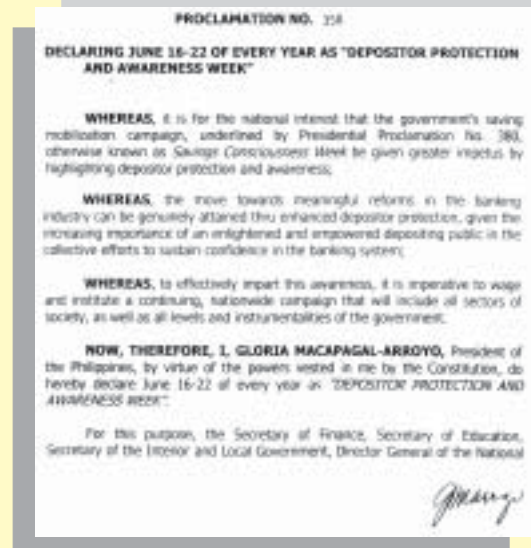 PROCLAMATION NO. 358
DECLARING JUNE 16-22 OF EVERY YEAR AS "DEPOSITOR PROTECTION
AND AWARENESS WEEK"
WHEREAS, it is for the national interest that the government's saving
mobilization campaign, underlined by Presidential Proclamation No. 380,
otherwise known as Savings Consciousness Week be given greater impetus by
highlighting depositor protection and awareness;
WHEREAS, the move towards meaningful reforms in the banking
industry can be genuinely attained thru enhanced depositor protection, given the
increasing importance of an enlightened and empowered depositing public in the
collective efforts to sustain confidence in the banking system;
WHEREAS, to effectively impart this awareness, it is imperative to wage
and institute a continuing, nationwide campaign that will include all sectors of
society, as well as all levels and instrumentalities of the government.
NOW, THEREFORE, I, GLORIA MACAPAGAL-ARROYO, President of
the Philippines, by virtue of the powers vested in me by the Constitution, do
hereby declare June 16-22 of every year as "DEPOSITOR PROTECTION AND
AWARENESS WEEK".
For this purpose, the Secretary of Finance, Secretary of Education,
Secretary of the Interior and Local Government, Director General of the National